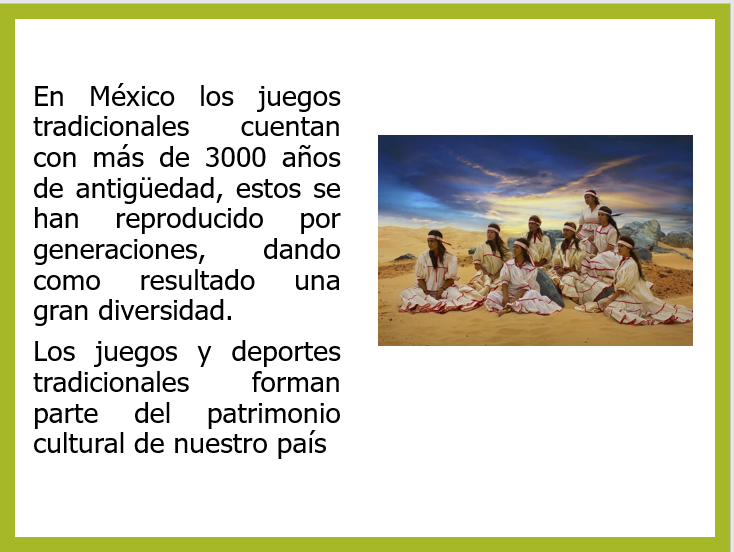 En México los juegos
tradicionales cuentan
con más de 3000 años
de antigüedad, estos se
han reproducido por
generaciones, dando
como resultado una
gran diversidad.
Los juegos y deportes
tradicionales forman
parte del patrimonio
cultural de nuestro país